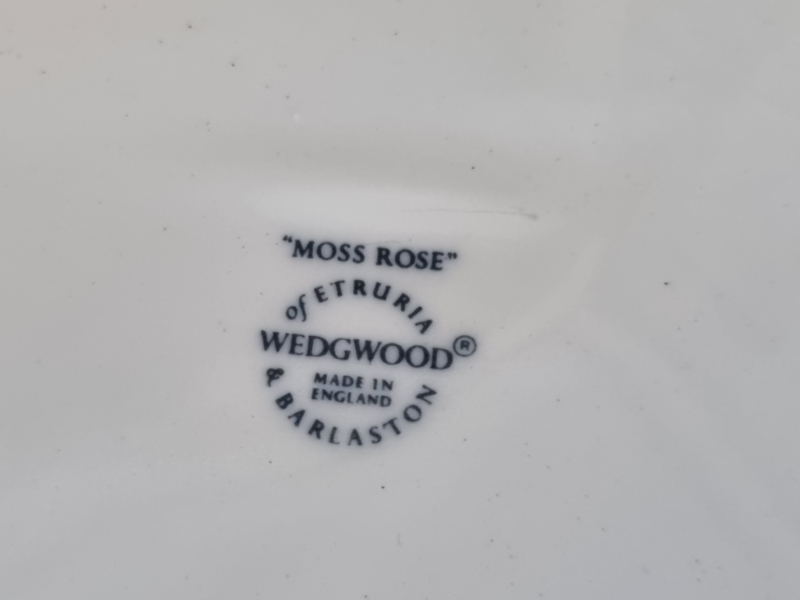 "MOSS ROSE"
of ETRURIA
WEDGWOOD®
MADE IN
ENGLAND
& BARLASTON